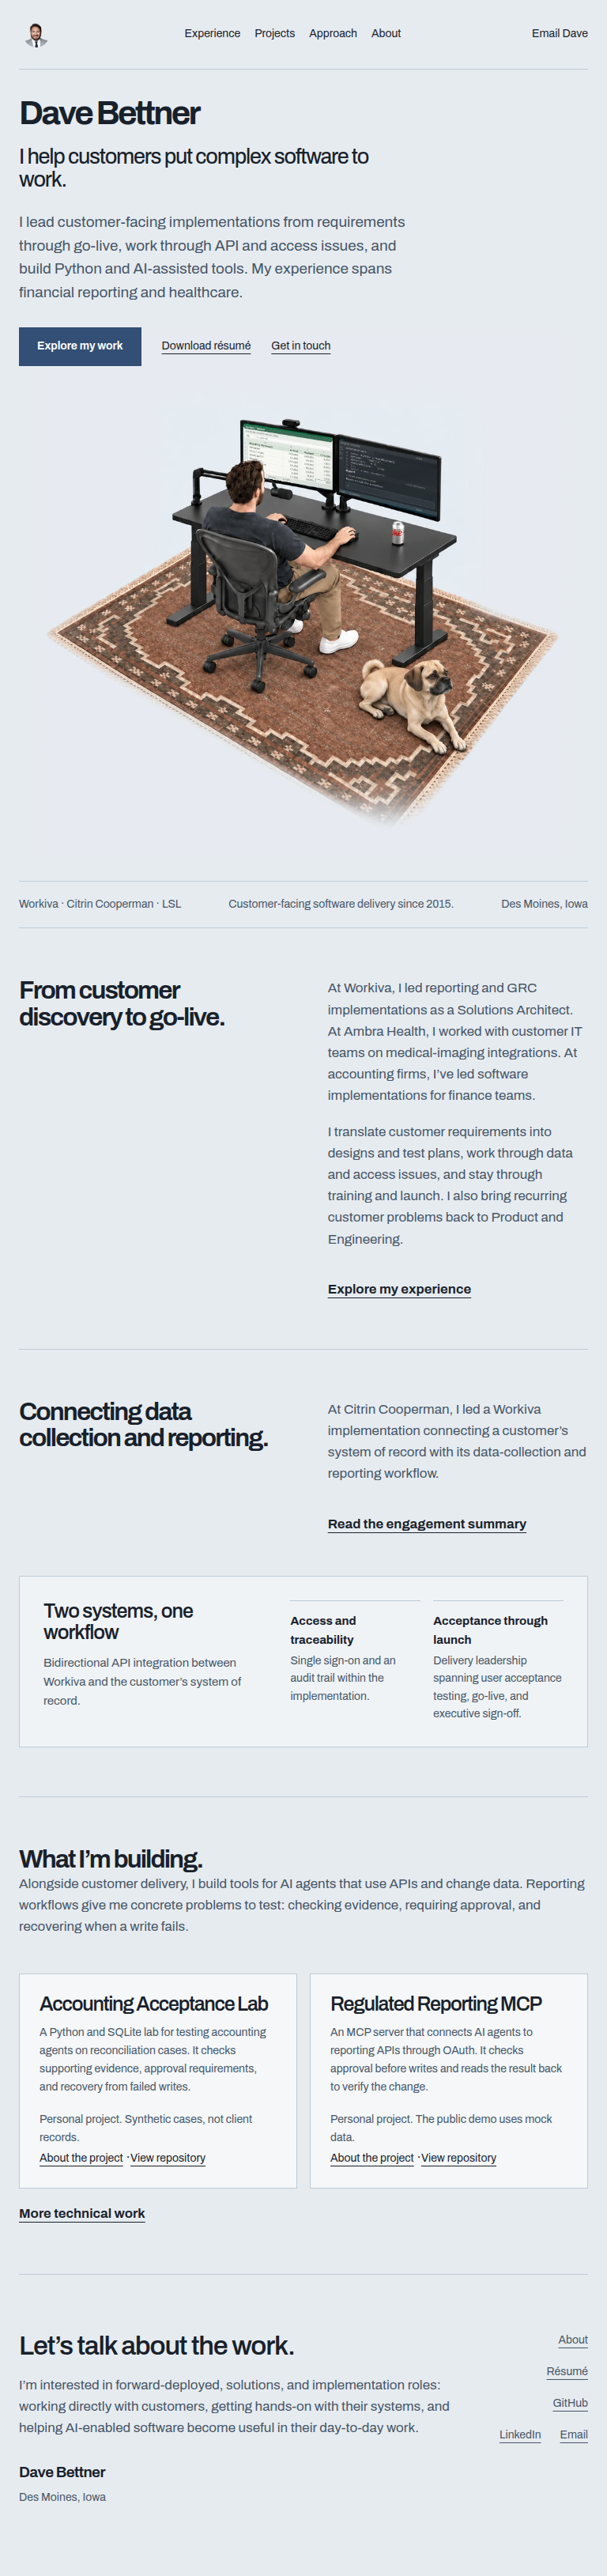 Experience Projects Approach About Email Dave
Dave Bettner
I help customers put complex software to
work.
I lead customer-facing implementations from requirements
through go-live, work through API and access issues, and
build Python and AI-assisted tools. My experience spans
financial reporting and healthcare.
Explore my work Download résumé Get in touch
Workiva · Citrin Cooperman · LSL Customer-facing software delivery since 2015. Des Moines, Iowa
From customer
discovery to go-live.
At Workiva, I led reporting and GRC
implementations as a Solutions Architect.
At Ambra Health, I worked with customer IT
teams on medical-imaging integrations. At
accounting firms, I’ve led software
implementations for finance teams.
I translate customer requirements into
designs and test plans, work through data
and access issues, and stay through
training and launch. I also bring recurring
customer problems back to Product and
Engineering.
Explore my experience
Connecting data
collection and reporting.
At Citrin Cooperman, I led a Workiva
implementation connecting a customer’s
system of record with its data-collection and
reporting workflow.
Read the engagement summary
Two systems, one
workflow
Bidirectional API integration between
Workiva and the customer’s system of
record.
Access and
traceability
Single sign-on and an
audit trail within the
implementation.
Acceptance through
launch
Delivery leadership
spanning user acceptance
testing, go-live, and
executive sign-off.
What I’m building.
Alongside customer delivery, I build tools for AI agents that use APIs and change data. Reporting
workflows give me concrete problems to test: checking evidence, requiring approval, and
recovering when a write fails.
Accounting Acceptance Lab
A Python and SQLite lab for testing accounting
agents on reconciliation cases. It checks
supporting evidence, approval requirements,
and recovery from failed writes.
Personal project. Synthetic cases, not client
records.
About the project · View repository
Regulated Reporting MCP
An MCP server that connects AI agents to
reporting APIs through OAuth. It checks
approval before writes and reads the result back
to verify the change.
Personal project. The public demo uses mock
data.
About the project · View repository
More technical work
Let’s talk about the work.
I’m interested in forward-deployed, solutions, and implementation roles:
working directly with customers, getting hands-on with their systems, and
helping AI-enabled software become useful in their day-to-day work.
Dave Bettner
Des Moines, Iowa
About
Résumé
GitHub
LinkedIn Email